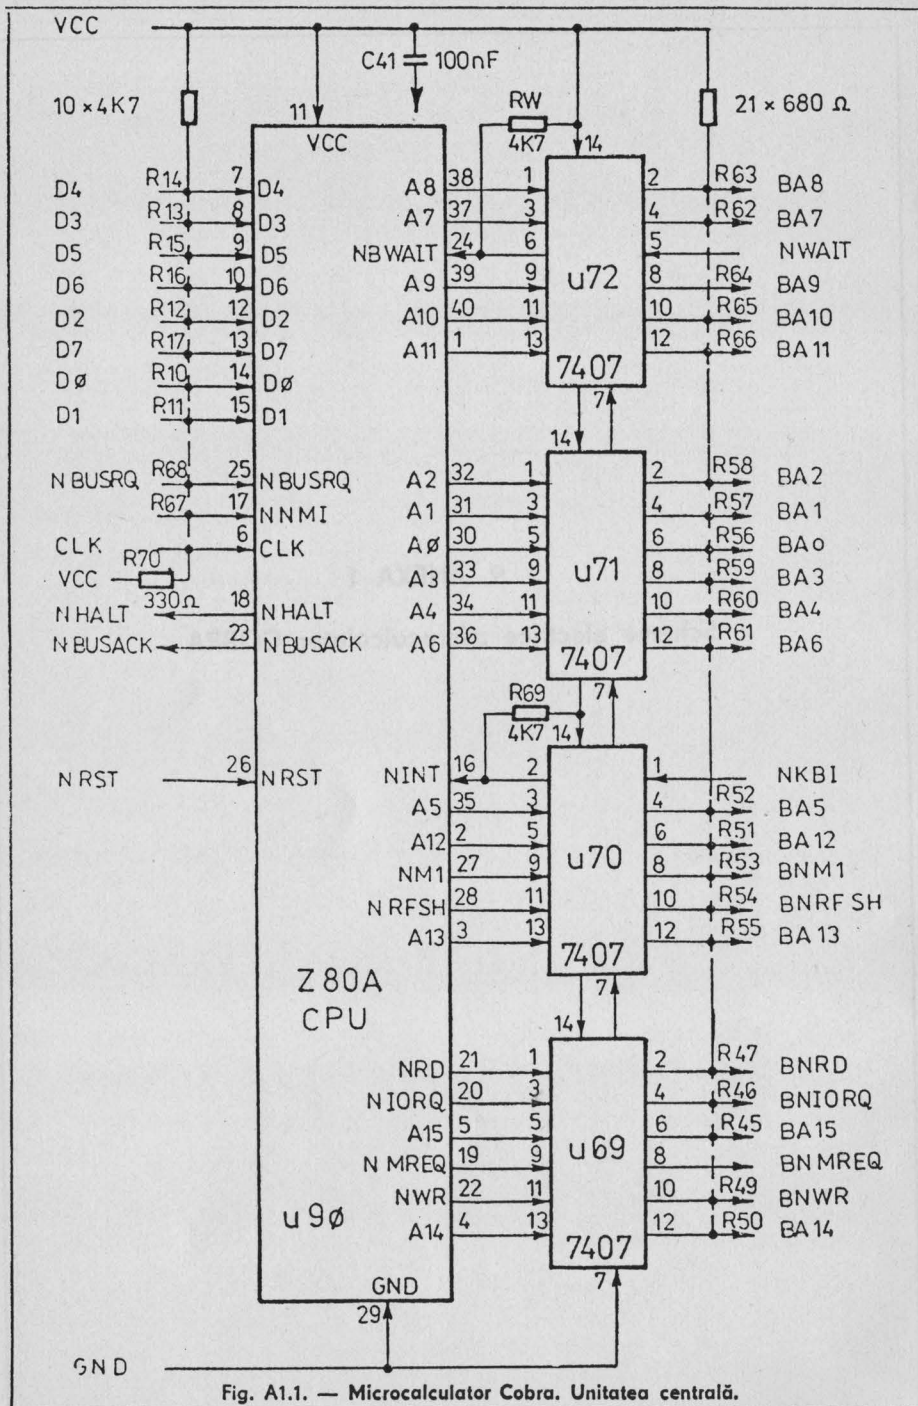 VCC
C41 100nF
10 × 4K7
RW
4K7
21 × 680 Ω
11
VCC
14
D4 R14 7 D4 A8 38 1 2 R63 BA8
D3 R13 8 D3 A7 37 3 4 R62 BA7
D5 R15 9 D5 NBWAIT 24 6 5 NWAIT
D6 R16 10 D6 A9 39 9 8 R64 BA9
u72
D2 R12 12 D2 A10 40 11 10 R65 BA10
D7 R17 13 D7 A11 1 13 12 R66 BA11
DØ R10 14 DØ 7407
7
D1 R11 15 D1
14
NBUSRQ R68 25 NBUSRQ A2 32 1 2 R58 BA2
R67 17 NNMI A1 31 3 4 R57 BA1
CLK 6 CLK AØ 30 5 6 R56 BAo
VCC R70 330Ω
A3 33 9 8 R59 BA3
u71
NHALT 18 NHALT A4 34 11 10 R60 BA4
NBUSACK 23 NBUSACK A6 36 13 12 R61 BA6
7407
7
R69
4K7 14
NRST 26 NRST NINT 16 2 1 NKBI
A5 35 3 4 R52 BA5
A12 2 5 6 R51 BA12
u70
NM1 27 9 8 R53 BNM1
NRFSH 28 11 10 R54 BNRFSH
A13 3 13 12 R55 BA13
7407
7
Z80A
CPU
14
NRD 21 1 2 R47 BNRD
NIORQ 20 3 4 R46 BNIORQ
A15 5 5 6 R45 BA15
u69
NMREQ 19 9 8 BNMREQ
NWR 22 11 10 R49 BNWR
u9Ø
A14 4 13 12 R50 BA14
7407
7
GND
29
GND
Fig. A1.1. — Microcalculator Cobra. Unitatea centrală.